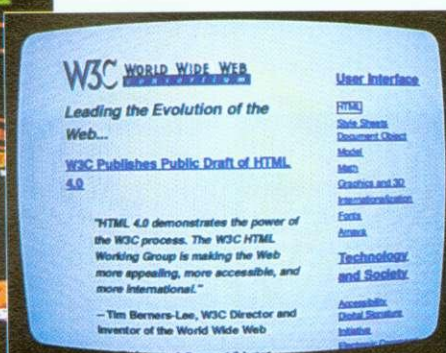 W3C WORLD WIDE WEB
Leading the Evolution of the
Web...
W3C Publishes Public Draft of HTML
4.0
"HTML 4.0 demonstrates the power of
the W3C process. The W3C HTML
Working Group is making the Web
more appealing, more accessible, and
more international."
– Tim Berners-Lee, W3C Director and
Inventor of the World Wide Web
User Interface
HTML
Style Sheets
Document Object
Model
Math
Graphics and 3D
Internationalization
Fonts
Amaya
Technology
and Society
Accessibility
Digital Signature
Initiative
Electronic